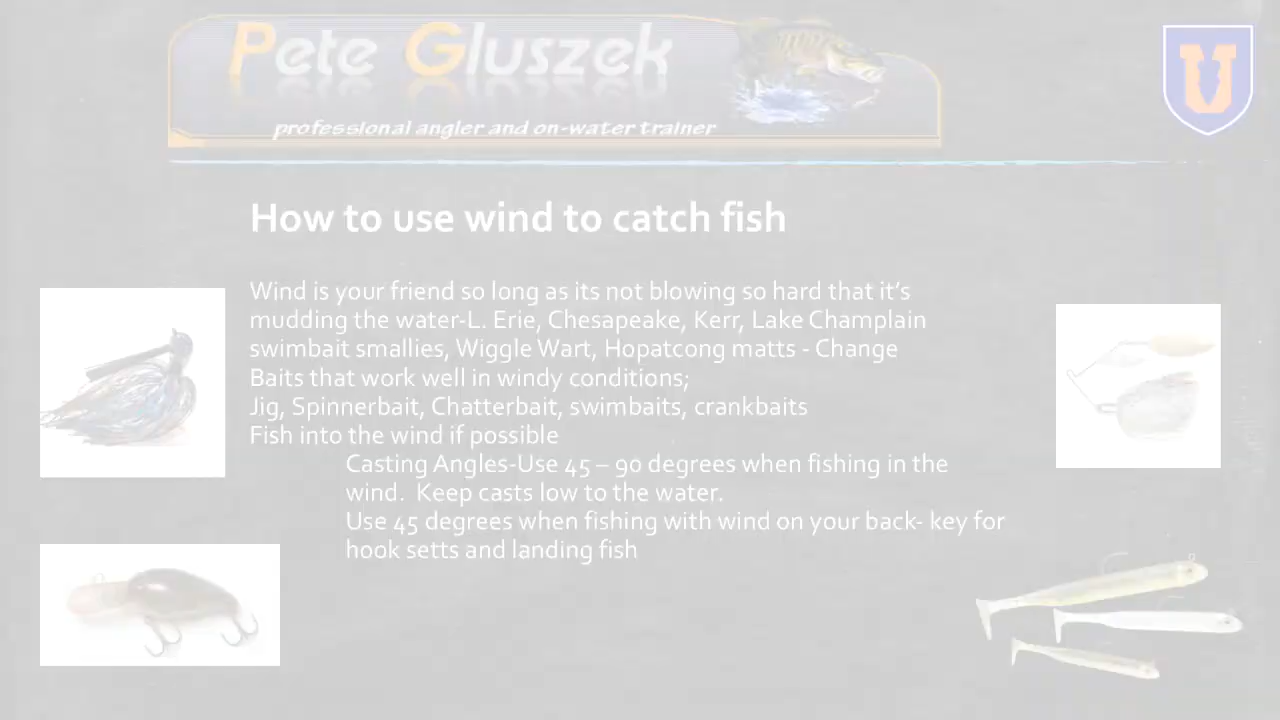 Pete Gluszek
professional angler and on-water trainer
U
How to use wind to catch fish
Wind is your friend so long as its not blowing so hard that it’s
mudding the water-L. Erie, Chesapeake, Kerr, Lake Champlain
swimbait smallies, Wiggle Wart, Hopatcong matts - Change
Baits that work well in windy conditions;
Jig, Spinnerbait, Chatterbait, swimbaits, crankbaits
Fish into the wind if possible
Casting Angles-Use 45 – 90 degrees when fishing in the
wind.  Keep casts low to the water.
Use 45 degrees when fishing with wind on your back- key for
hook setts and landing fish